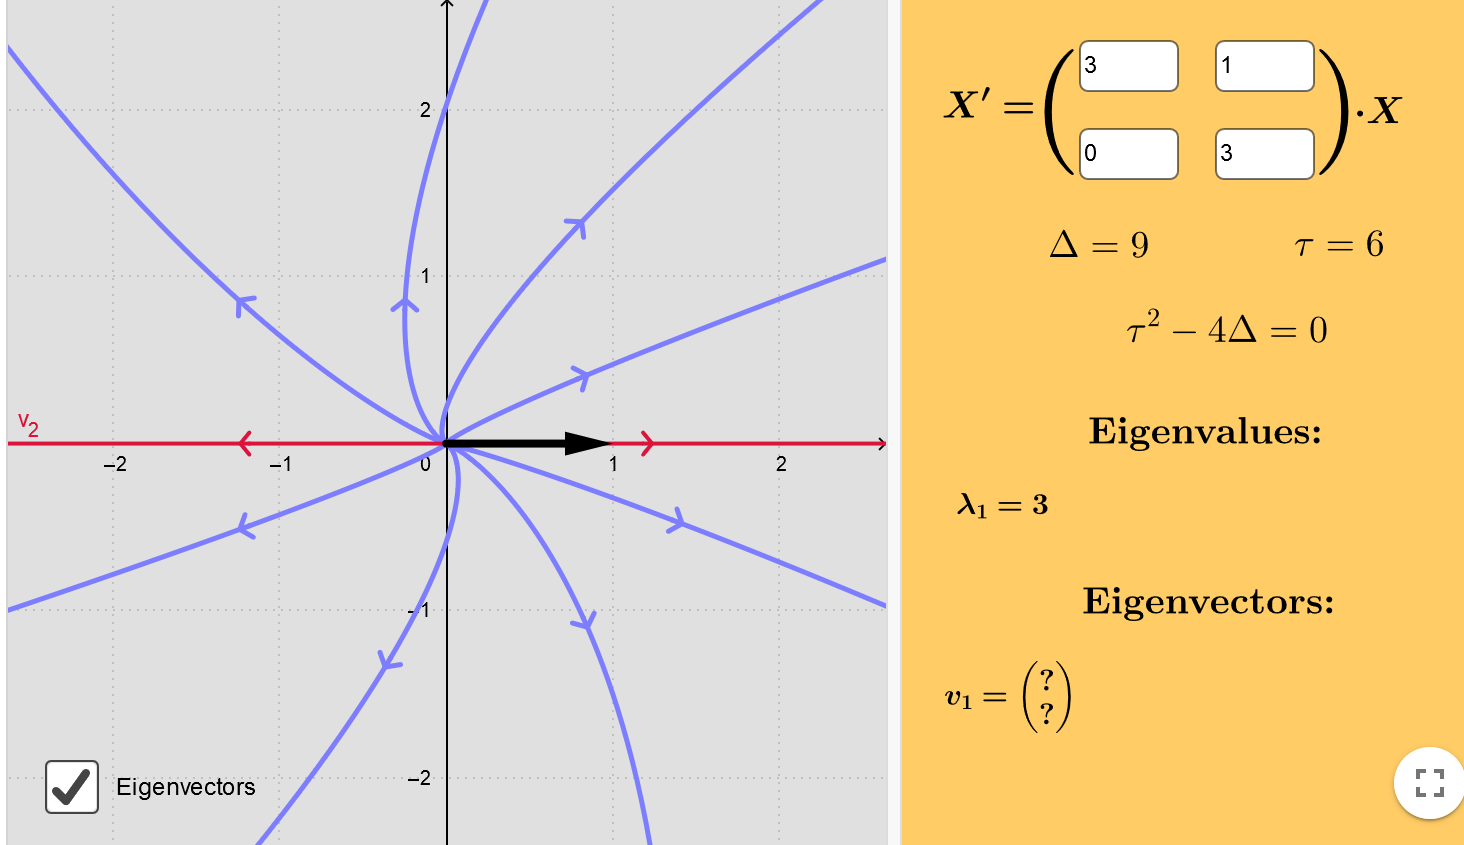 2
1
v₂
–2
–1
0
1
2
–1
–2
Eigenvectors
X′ = ( 3 1 ) · X
0 3
Δ = 9 τ = 6
τ² − 4Δ = 0
Eigenvalues:
λ₁ = 3
Eigenvectors:
v₁ = ( ? )
?